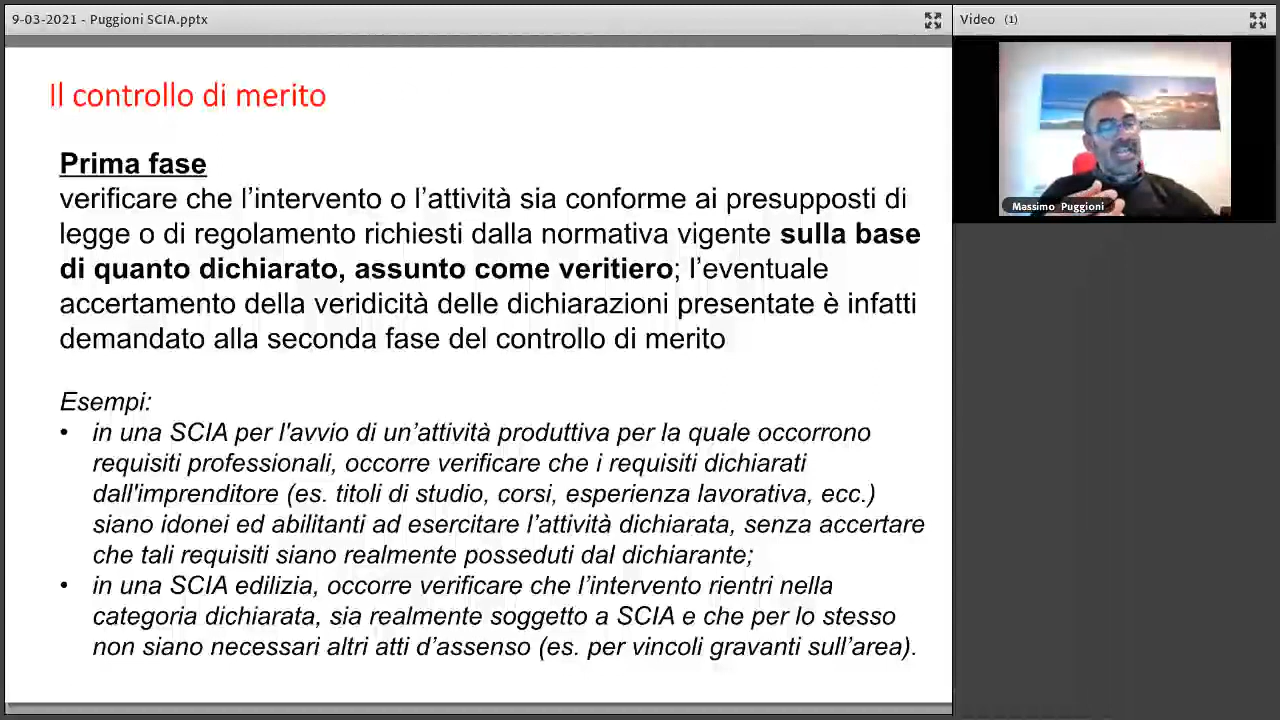 9-03-2021 - Puggioni SCIA.pptx
Video (1)
Il controllo di merito
Massimo Puggioni
Prima fase
verificare che l’intervento o l’attività sia conforme ai presupposti di
legge o di regolamento richiesti dalla normativa vigente sulla base
di quanto dichiarato, assunto come veritiero; l’eventuale
accertamento della veridicità delle dichiarazioni presentate è infatti
demandato alla seconda fase del controllo di merito
Esempi:
• in una SCIA per l'avvio di un’attività produttiva per la quale occorrono
requisiti professionali, occorre verificare che i requisiti dichiarati
dall'imprenditore (es. titoli di studio, corsi, esperienza lavorativa, ecc.)
siano idonei ed abilitanti ad esercitare l’attività dichiarata, senza accertare
che tali requisiti siano realmente posseduti dal dichiarante;
• in una SCIA edilizia, occorre verificare che l’intervento rientri nella
categoria dichiarata, sia realmente soggetto a SCIA e che per lo stesso
non siano necessari altri atti d’assenso (es. per vincoli gravanti sull’area).